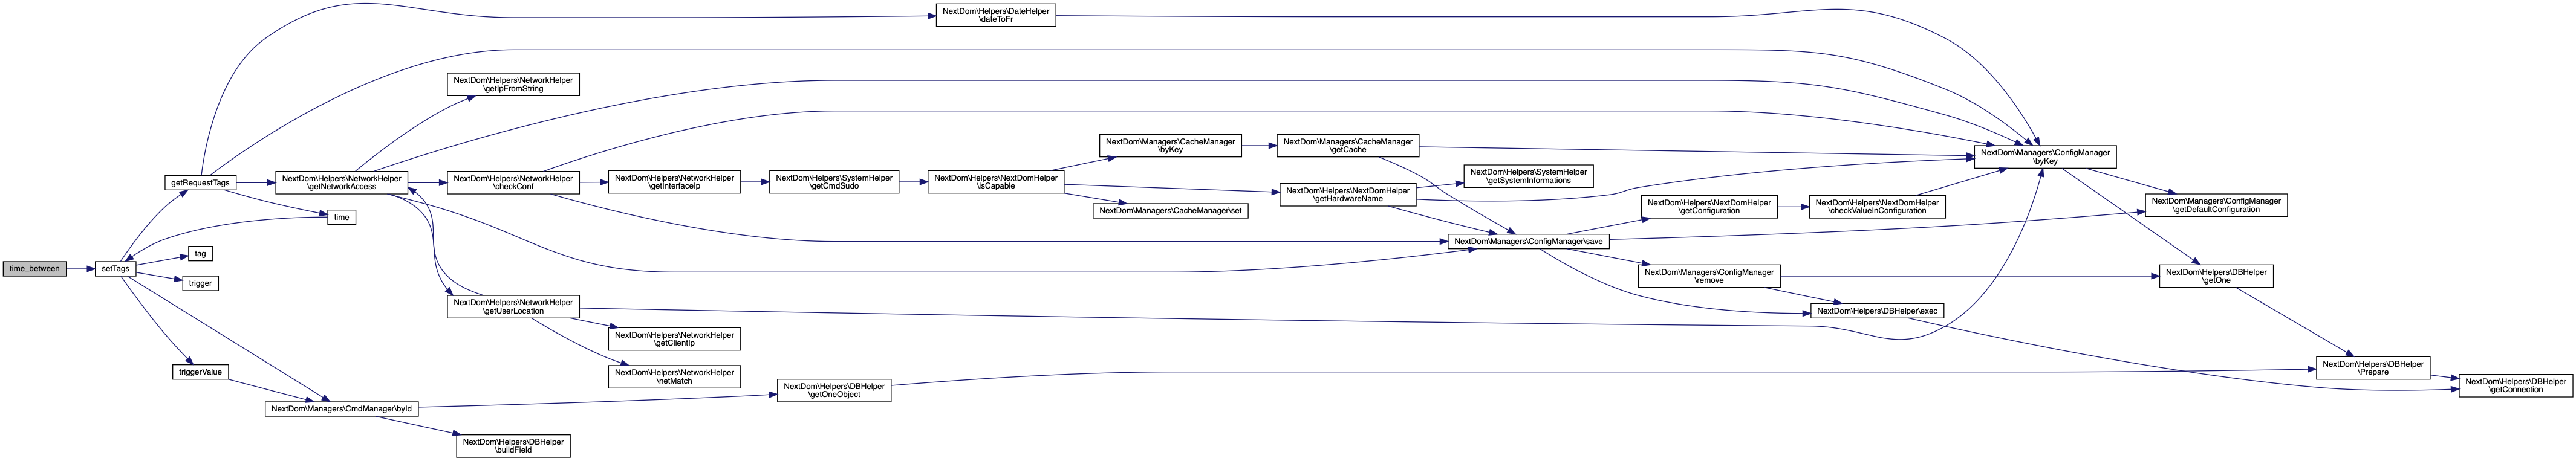 NextDom\Helpers\DateHelper
\dateToFr
NextDom\Helpers\NetworkHelper
\getIpFromString
NextDom\Managers\CacheManager
\byKey
NextDom\Managers\CacheManager
\getCache
NextDom\Managers\ConfigManager
\byKey
getRequestTags
NextDom\Helpers\NetworkHelper
\getNetworkAccess
NextDom\Helpers\NetworkHelper
\checkConf
NextDom\Helpers\NetworkHelper
\getInterfaceIp
NextDom\Helpers\SystemHelper
\getCmdSudo
NextDom\Helpers\NextDomHelper
\isCapable
NextDom\Helpers\NextDomHelper
\getHardwareName
NextDom\Helpers\SystemHelper
\getSystemInformations
NextDom\Managers\CacheManager\set
NextDom\Helpers\NextDomHelper
\getConfiguration
NextDom\Helpers\NextDomHelper
\checkValueInConfiguration
NextDom\Managers\ConfigManager
\getDefaultConfiguration
time
NextDom\Managers\ConfigManager\save
tag
time_between
setTags
trigger
NextDom\Managers\ConfigManager
\remove
NextDom\Helpers\DBHelper
\getOne
NextDom\Helpers\NetworkHelper
\getUserLocation
NextDom\Helpers\DBHelper\exec
NextDom\Helpers\NetworkHelper
\getClientIp
triggerValue
NextDom\Helpers\NetworkHelper
\netMatch
NextDom\Helpers\DBHelper
\Prepare
NextDom\Helpers\DBHelper
\getConnection
NextDom\Helpers\DBHelper
\getOneObject
NextDom\Managers\CmdManager\byId
NextDom\Helpers\DBHelper
\buildField